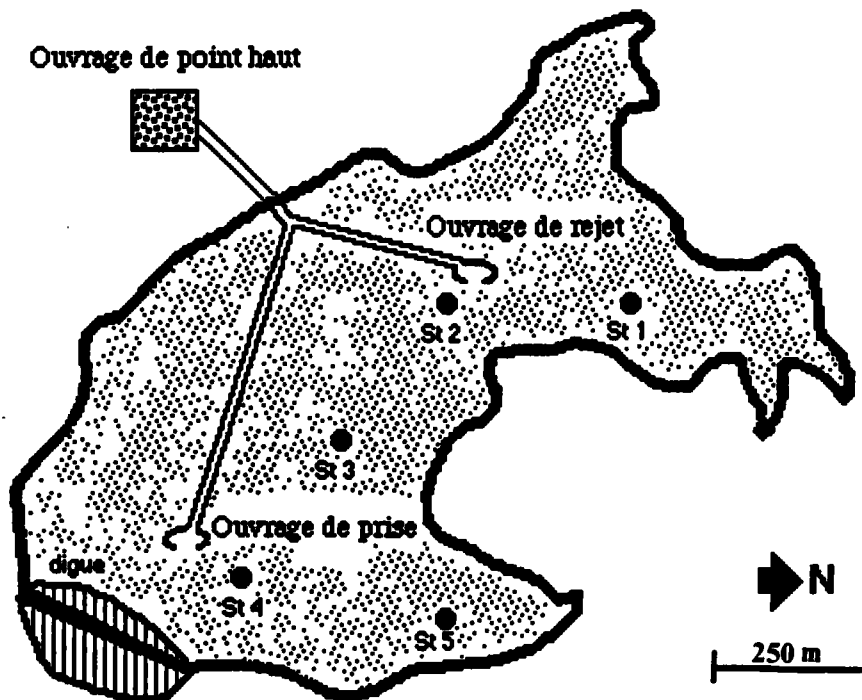 Ouvrage de point haut
Ouvrage de rejet
St 2
St 1
St 3
Ouvrage de prise
digue
St 4
St 5
N
250 m